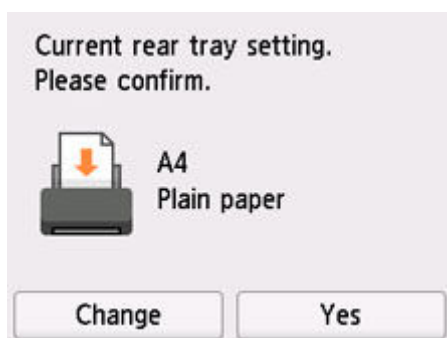 Current rear tray setting.
Please confirm.
A4
Plain paper
Change
Yes